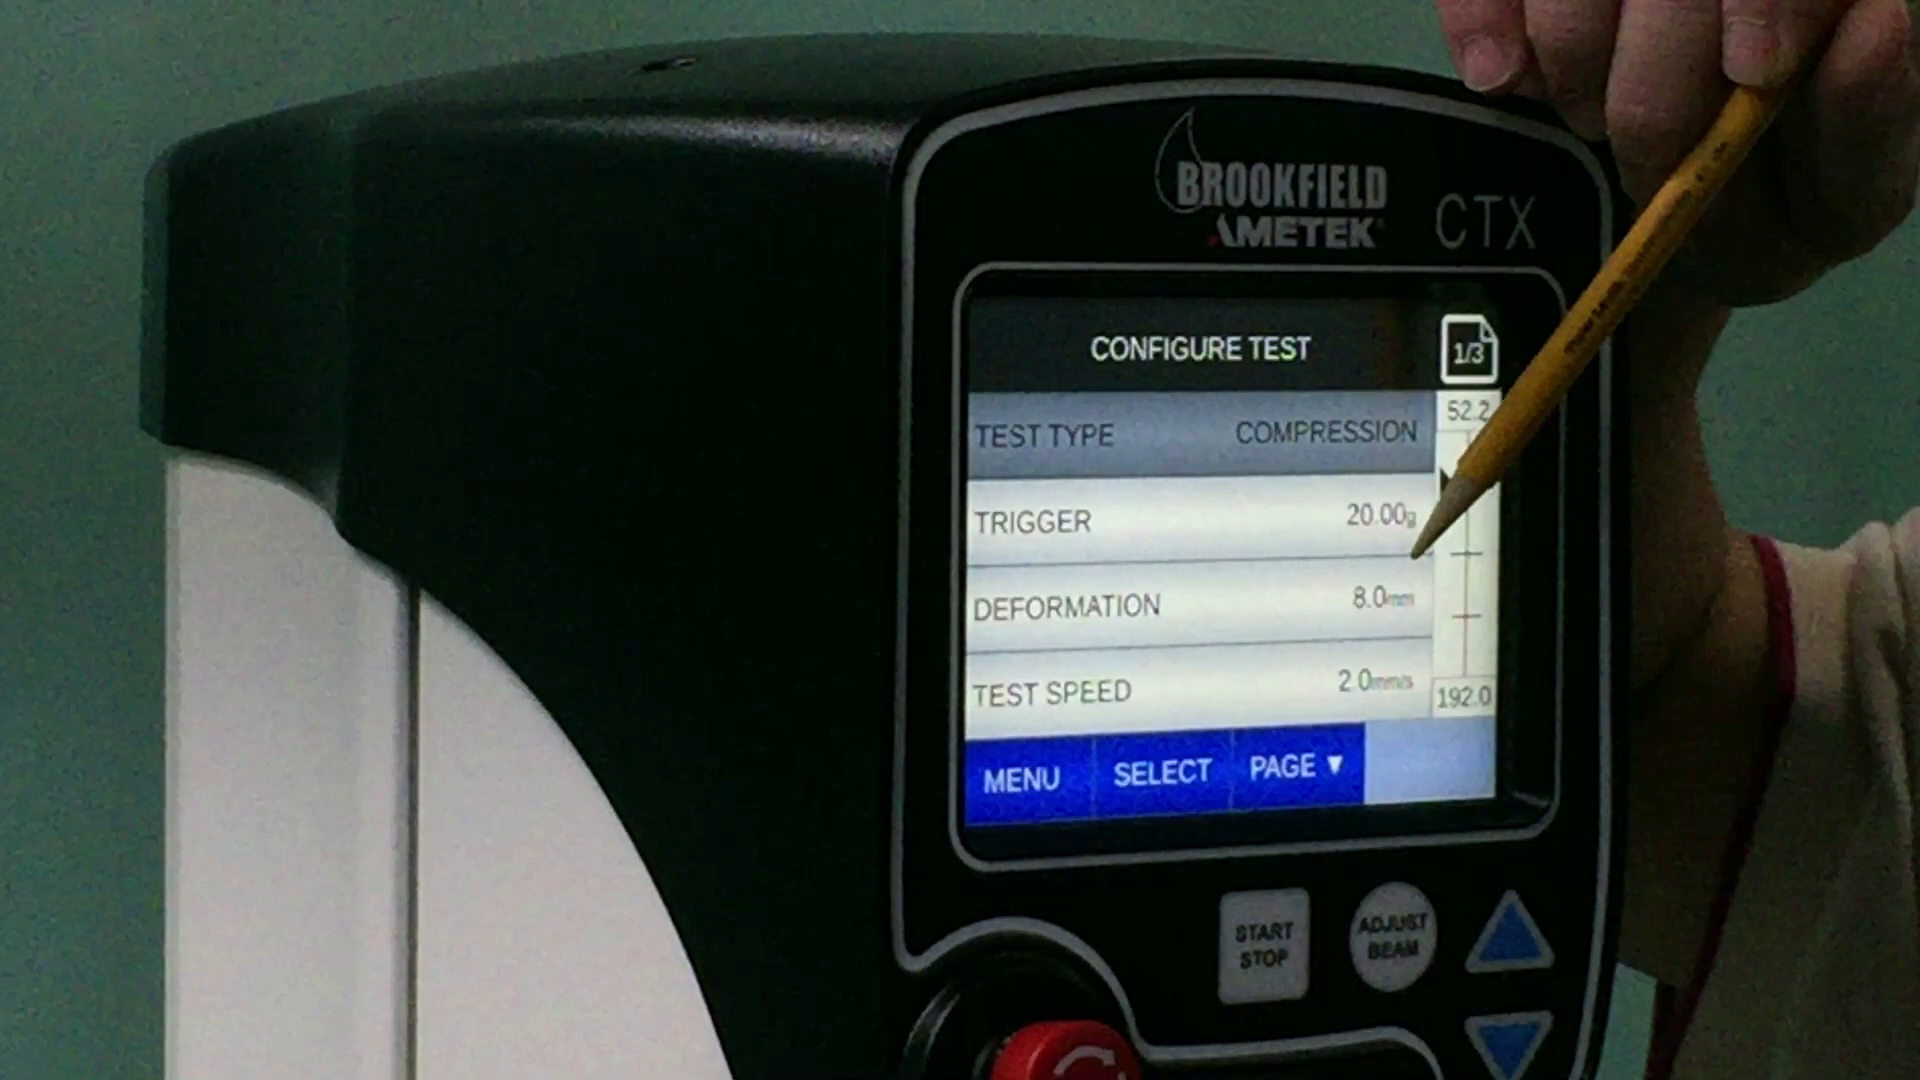 BROOKFIELD
AMETEK
CTX
CONFIGURE TEST
1/3
52.2
TEST TYPE COMPRESSION
TRIGGER 20.00g
DEFORMATION 8.0mm
TEST SPEED 2.0mm/s
192.0
MENU SELECT PAGE ▼
START
STOP
ADJUST
BEAM